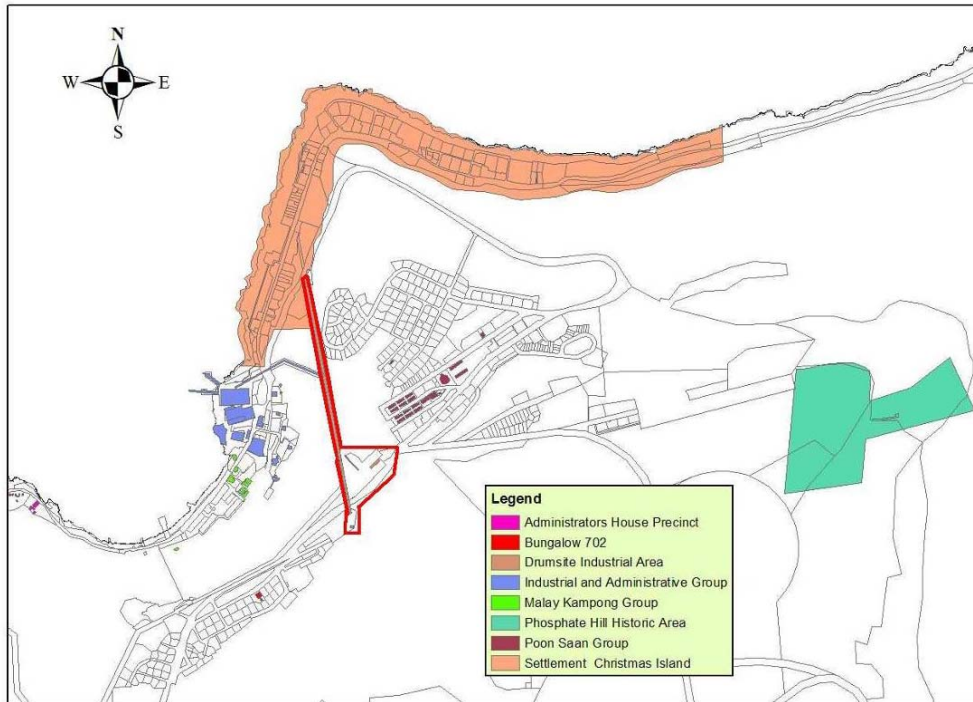 N
W E
S
Legend
Administrators House Precinct
Bungalow 702
Drumsite Industrial Area
Industrial and Administrative Group
Malay Kampong Group
Phosphate Hill Historic Area
Poon Saan Group
Settlement Christmas Island